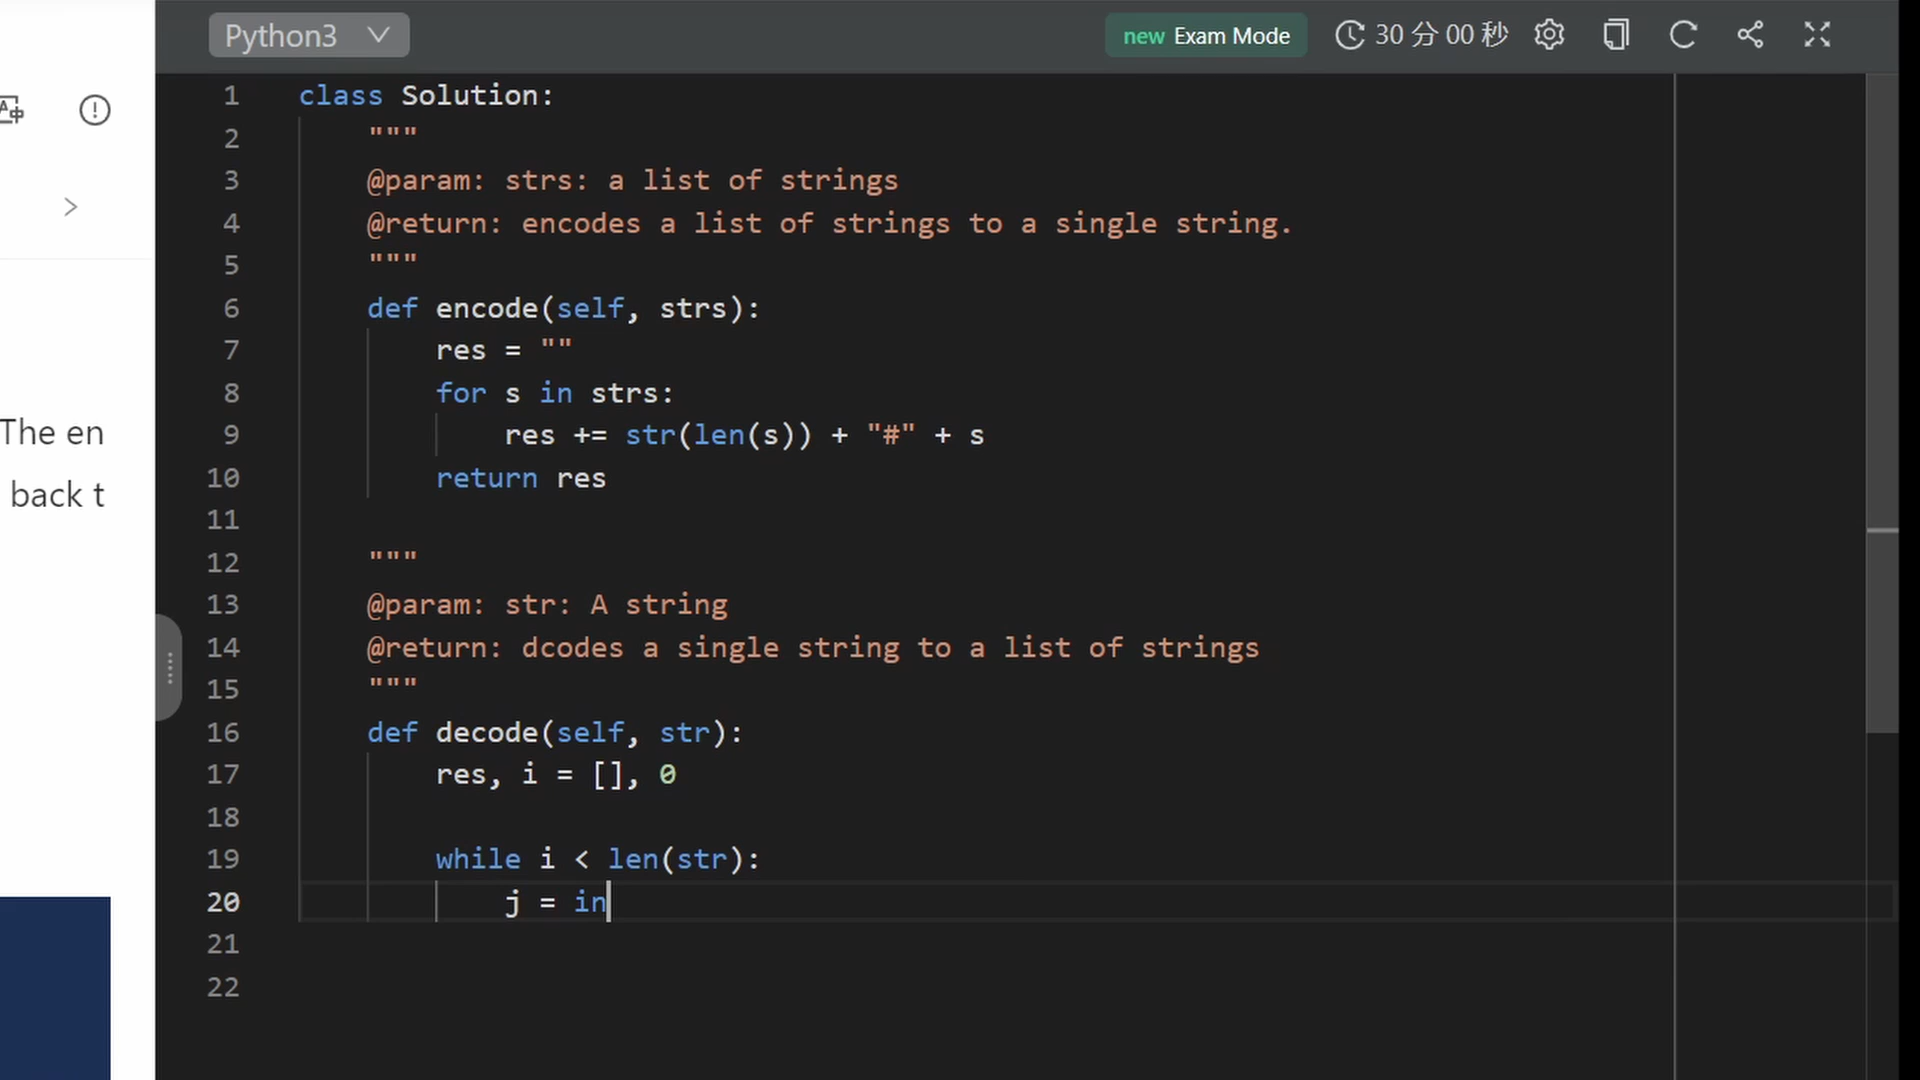 Python3
new Exam Mode
30 分 00 秒
The en
back t
1 class Solution:
2 """
3 @param: strs: a list of strings
4 @return: encodes a list of strings to a single string.
5 """
6 def encode(self, strs):
7 res = ""
8 for s in strs:
9 res += str(len(s)) + "#" + s
10 return res
11
12 """
13 @param: str: A string
14 @return: dcodes a single string to a list of strings
15 """
16 def decode(self, str):
17 res, i = [], 0
18
19 while i < len(str):
20 j = in
21
22